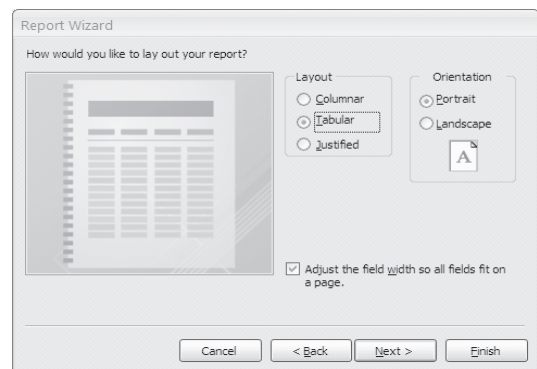 Report Wizard
How would you like to lay out your report?
Layout
Columnar
Tabular
Justified
Orientation
Portrait
Landscape
A
Adjust the field width so all fields fit on
a page.
Cancel
< Back
Next >
Finish